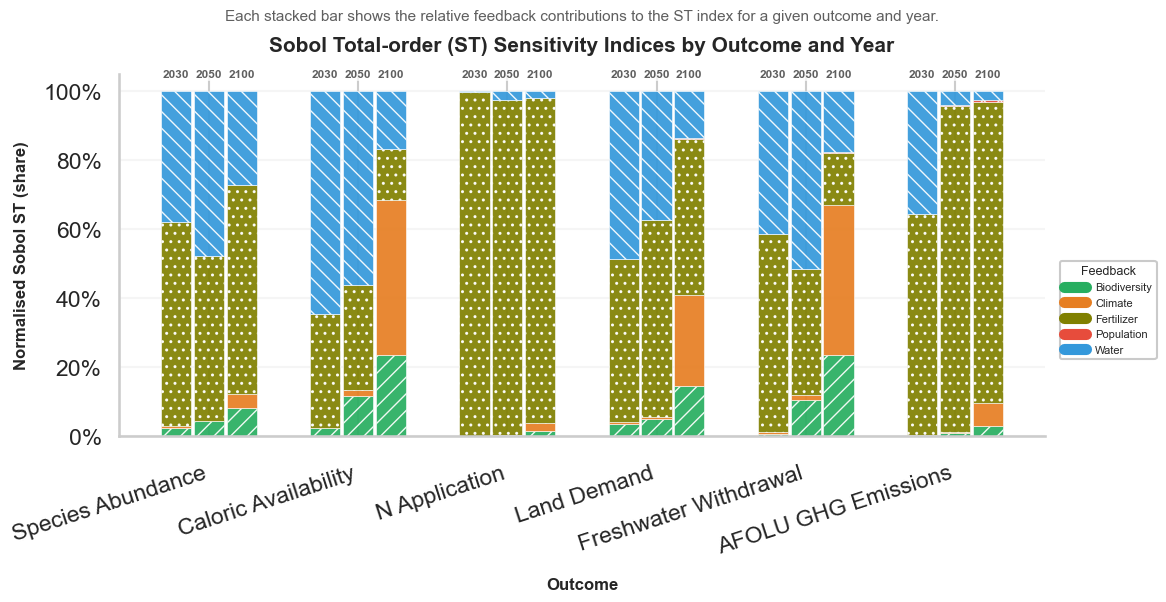 Each stacked bar shows the relative feedback contributions to the ST index for a given outcome and year.
Sobol Total-order (ST) Sensitivity Indices by Outcome and Year
2030 2050 2100 2030 2050 2100 2030 2050 2100 2030 2050 2100 2030 2050 2100 2030 2050 2100
100%
80%
60%
40%
20%
0%
Normalised Sobol ST (share)
Feedback
Biodiversity
Climate
Fertilizer
Population
Water
Species Abundance
Caloric Availability
N Application
Land Demand
Freshwater Withdrawal
AFOLU GHG Emissions
Outcome